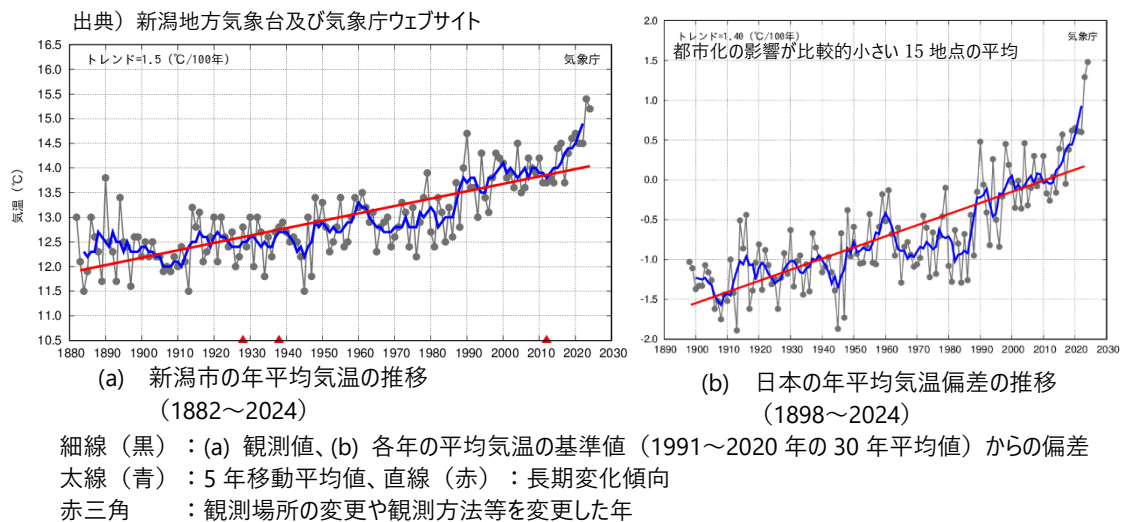 出典）新潟地方気象台及び気象庁ウェブサイト
トレンド=1.5 (℃/100年)
気象庁
気温 (℃)
16.5
16.0
15.5
15.0
14.5
14.0
13.5
13.0
12.5
12.0
11.5
11.0
10.5
1880 1890 1900 1910 1920 1930 1940 1950 1960 1970 1980 1990 2000 2010 2020 2030
(a) 新潟市の年平均気温の推移
（1882～2024）
トレンド=1.40 (℃/100年)
気象庁
都市化の影響が比較的小さい 15 地点の平均
2.0
1.5
1.0
0.5
0.0
-0.5
-1.0
-1.5
-2.0
1890 1900 1910 1920 1930 1940 1950 1960 1970 1980 1990 2000 2010 2020 2030
(b) 日本の年平均気温偏差の推移
（1898～2024）
細線（黒）：(a) 観測値、(b) 各年の平均気温の基準値（1991～2020 年の 30 年平均値）からの偏差
太線（青）：5 年移動平均値、直線（赤）：長期変化傾向
赤三角　　：観測場所の変更や観測方法等を変更した年